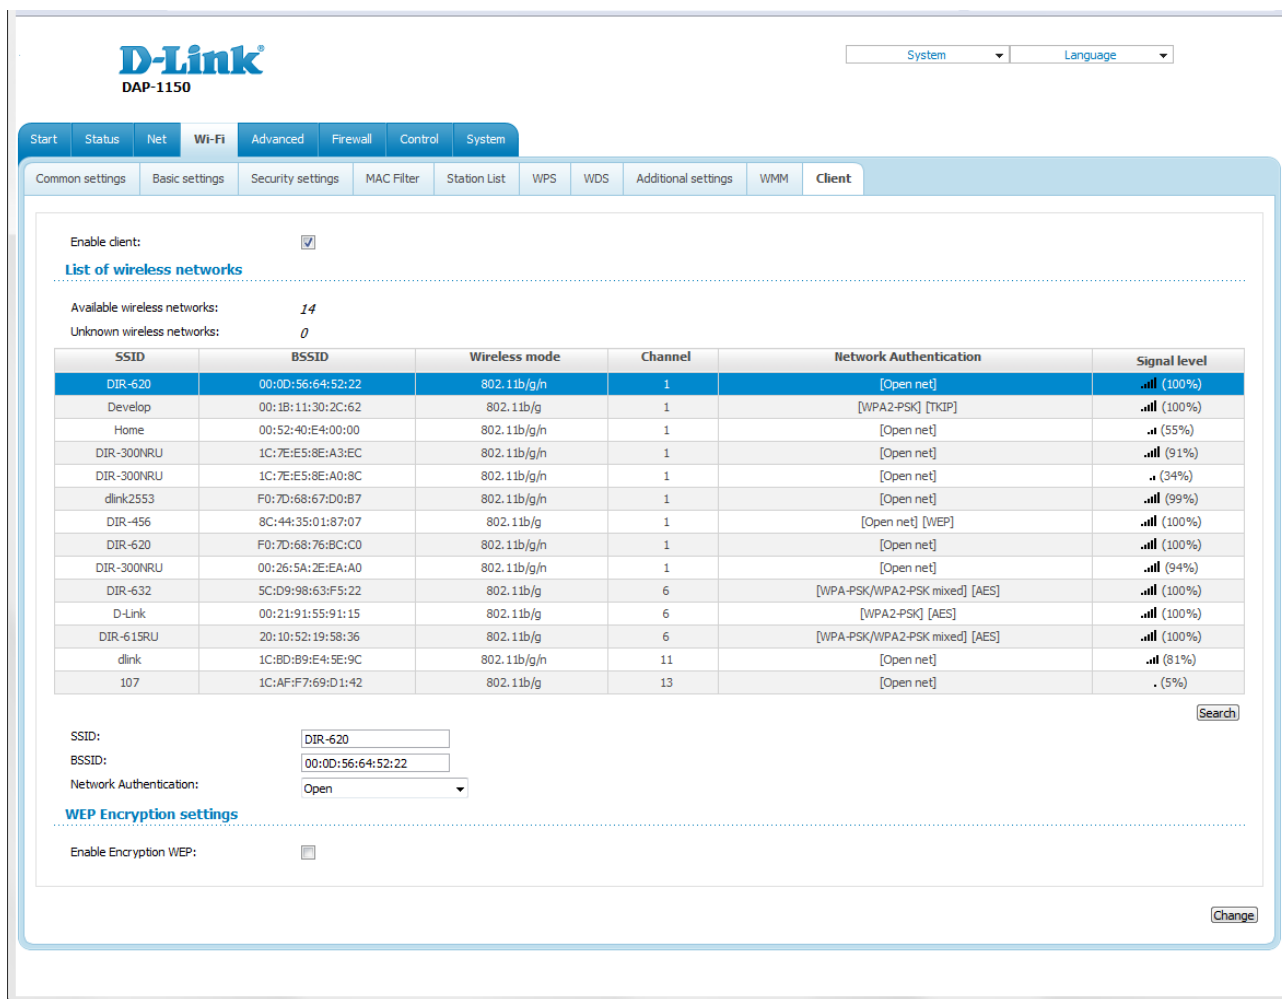 D-Link®
DAP-1150
System Language
Start Status Net Wi-Fi Advanced Firewall Control System
Common settings Basic settings Security settings MAC Filter Station List WPS WDS Additional settings WMM Client
Enable client:
List of wireless networks
Available wireless networks: 14
Unknown wireless networks: 0
SSID BSSID Wireless mode Channel Network Authentication Signal level
DIR-620 00:0D:56:64:52:22 802.11b/g/n 1 [Open net] (100%)
Develop 00:1B:11:30:2C:62 802.11b/g 1 [WPA2-PSK] [TKIP] (100%)
Home 00:52:40:E4:00:00 802.11b/g/n 1 [Open net] (55%)
DIR-300NRU 1C:7E:E5:8E:A3:EC 802.11b/g/n 1 [Open net] (91%)
DIR-300NRU 1C:7E:E5:8E:A0:8C 802.11b/g/n 1 [Open net] (34%)
dlink2553 F0:7D:68:67:D0:B7 802.11b/g/n 1 [Open net] (99%)
DIR-456 8C:44:35:01:87:07 802.11b/g 1 [Open net] [WEP] (100%)
DIR-620 F0:7D:68:76:BC:C0 802.11b/g/n 1 [Open net] (100%)
DIR-300NRU 00:26:5A:2E:EA:A0 802.11b/g/n 1 [Open net] (94%)
DIR-632 5C:D9:98:63:F5:22 802.11b/g 6 [WPA-PSK/WPA2-PSK mixed] [AES] (100%)
D-Link 00:21:91:55:91:15 802.11b/g 6 [WPA2-PSK] [AES] (100%)
DIR-615RU 20:10:52:19:58:36 802.11b/g 6 [WPA-PSK/WPA2-PSK mixed] [AES] (100%)
dlink 1C:BD:B9:E4:5E:9C 802.11b/g/n 11 [Open net] (81%)
107 1C:AF:F7:69:D1:42 802.11b/g 13 [Open net] (5%)
Search
SSID: DIR-620
BSSID: 00:0D:56:64:52:22
Network Authentication: Open
WEP Encryption settings
Enable Encryption WEP:
Change